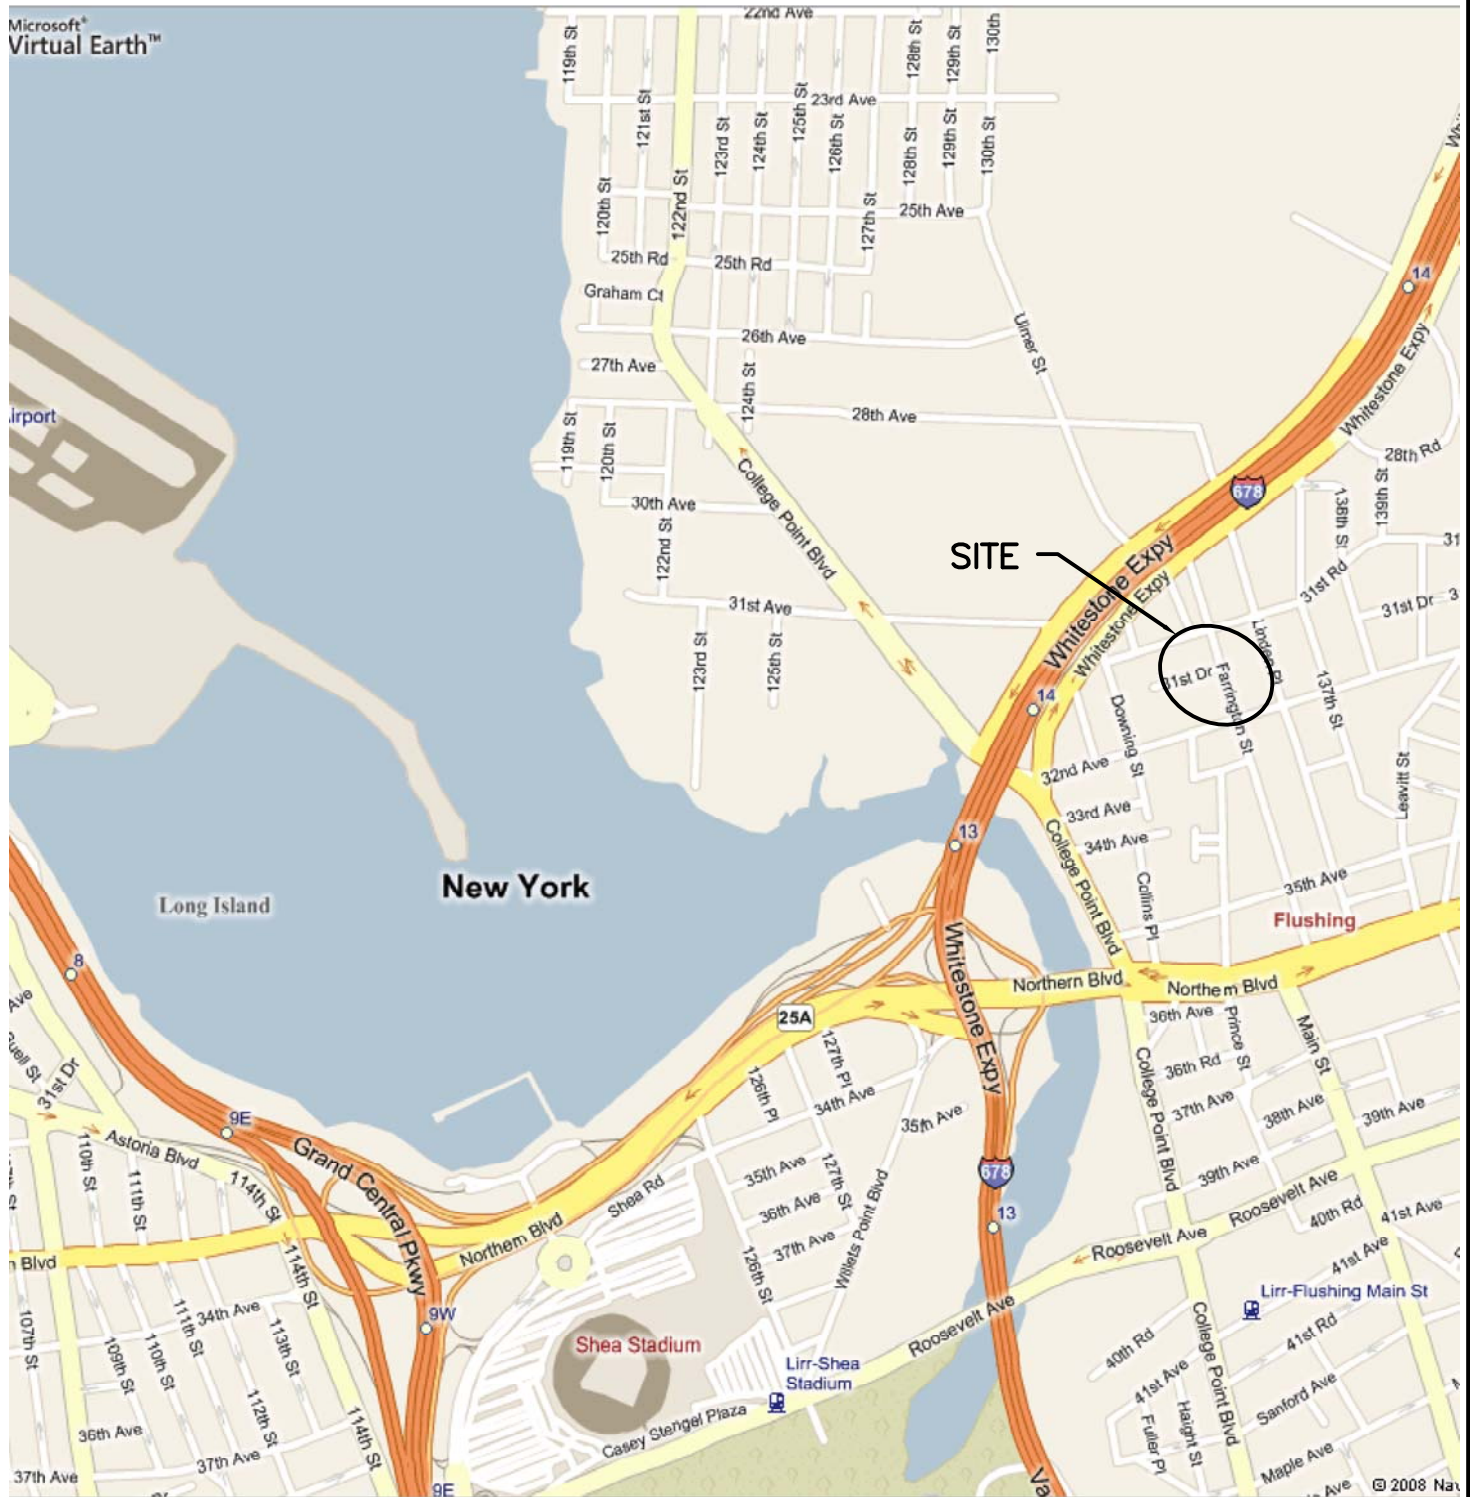 Microsoft®
Virtual Earth™
22nd Ave
119th St
128th St
129th St
130th
23rd Ave
121st St
123rd St
124th St
125th St
126th St
128th St
129th St
130th St
120th St
122nd St
127th St
25th Ave
25th Rd
25th Rd
Graham Ct
14
26th Ave
Ulmer St
27th Ave
124th St
Whitestone Expy
28th Ave
119th St
120th St
28th Rd
College Point Blvd
678
138th St
139th St
30th Ave
122nd St
SITE
Whitestone Expy
Whitestone Expy
31st Rd
31st Ave
31st Dr
123rd St
125th St
Linden Pl
31st Dr
Farrington St
137th St
14
Downing St
32nd Ave
Leavitt St
33rd Ave
13
34th Ave
College Point Blvd
New York
Long Island
Collins Pl
35th Ave
Flushing
8
Whitestone Expy
Northern Blvd
Northern Blvd
25A
36th Ave
Prince St
Main St
31st Dr
126th Pl
127th Pl
34th Ave
35th Ave
College Point Blvd
36th Rd
37th Ave
38th Ave
39th Ave
9E
Astoria Blvd
110th St
111th St
114th St
Grand Central Pkwy
Shea Rd
35th Ave
127th St
36th Ave
37th Ave
Willets Point Blvd
678
13
39th Ave
Roosevelt Ave
Roosevelt Ave
40th Rd
41st Ave
41st Ave
Northern Blvd
Blvd
114th St
126th St
Lirr-Flushing Main St
9W
107th St
34th Ave
109th St
110th St
111th St
113th St
Shea Stadium
Lirr-Shea
Stadium
Roosevelt Ave
40th Rd
41st Rd
College Point Blvd
41st Ave
Sanford Ave
112th St
114th St
36th Ave
37th Ave
37th Ave
Casey Stengel Plaza
Fuller Pl
Haight St
Maple Ave
9E
© 2008 Nav